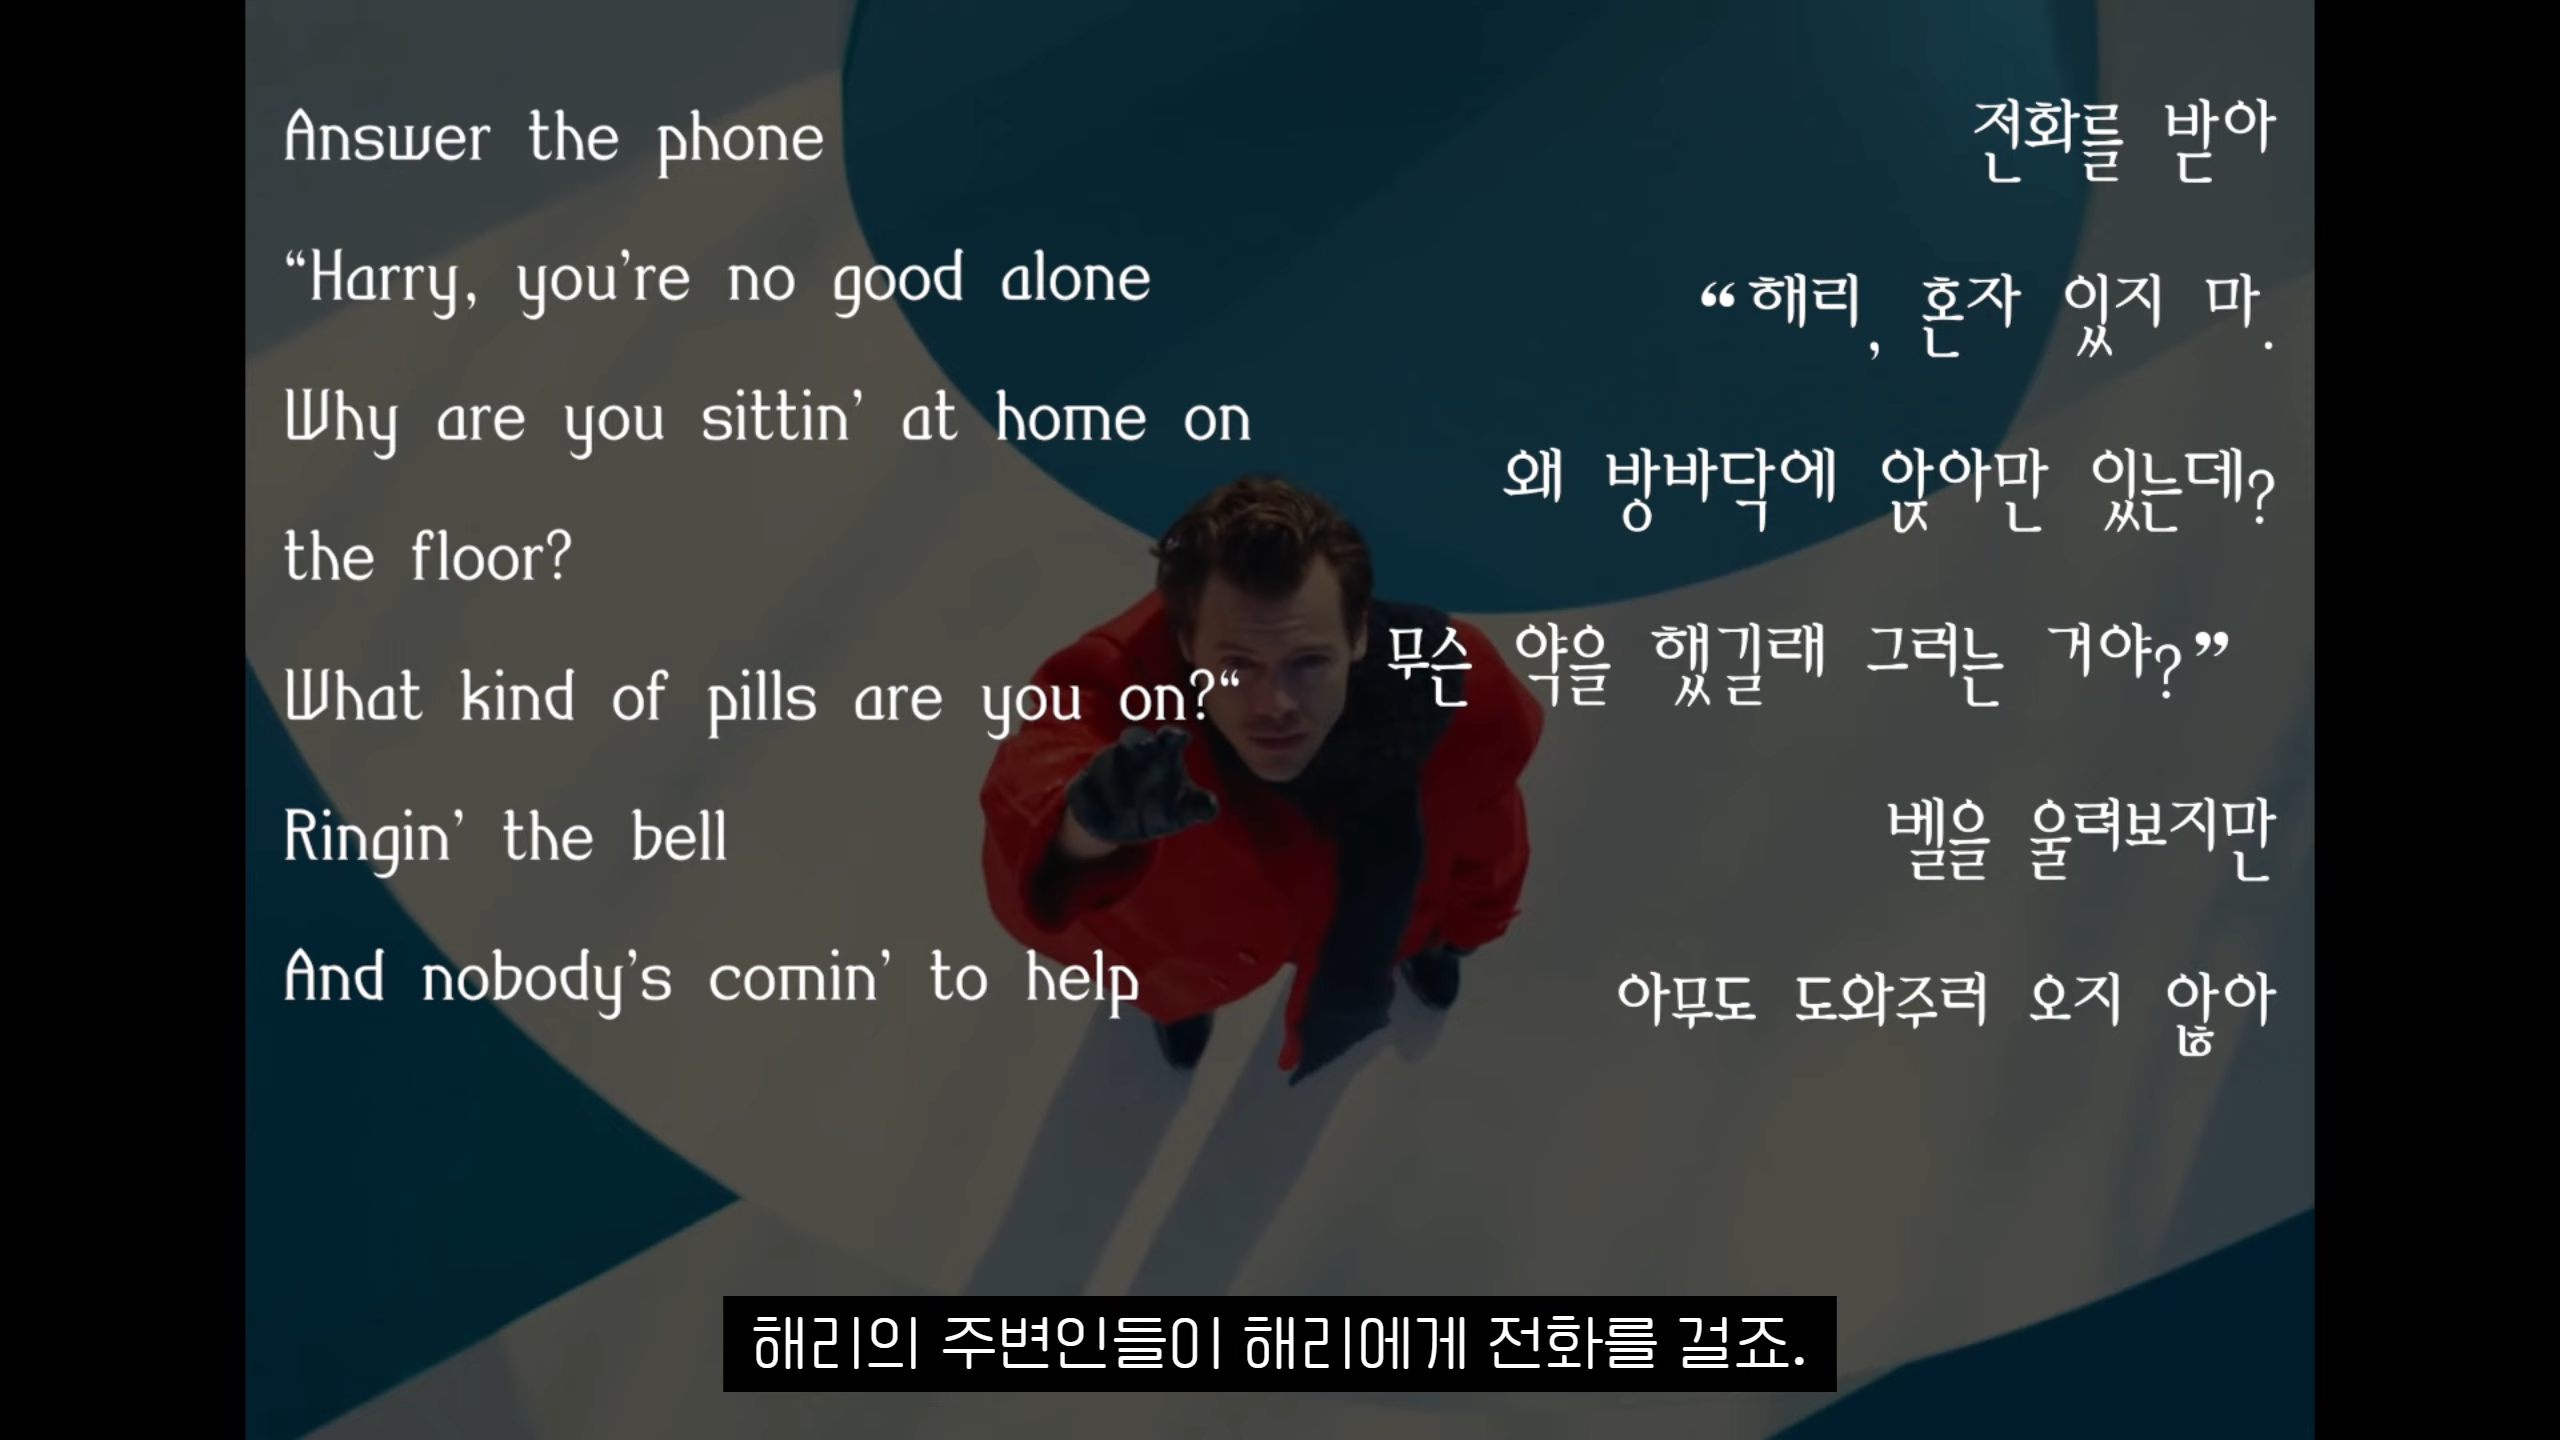 Answer the phone
“Harry, you’re no good alone
Why are you sittin’ at home on
the floor?
What kind of pills are you on?“
Ringin’ the bell
And nobody’s comin’ to help
전화를 받아
“해리, 혼자 있지 마.
왜 방바닥에 앉아만 있는데?
무슨 약을 했길래 그러는 거야?”
벨을 울려보지만
아무도 도와주러 오지 않아
해리의 주변인들이 해리에게 전화를 걸죠.